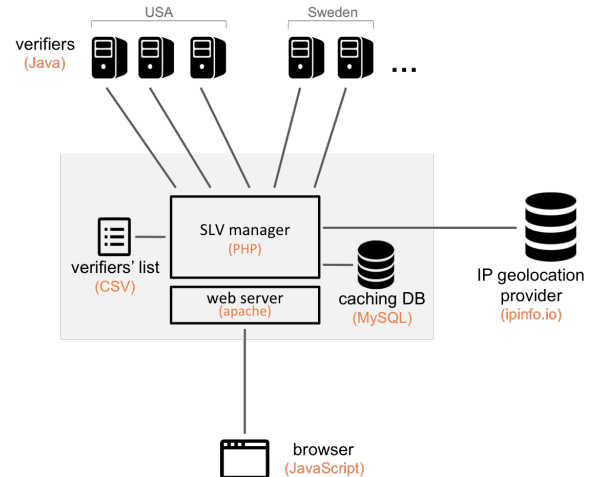 USA
Sweden
verifiers
(Java)
...
SLV manager
(PHP)
verifiers' list
(CSV)
web server
(apache)
caching DB
(MySQL)
IP geolocation
provider
(ipinfo.io)
browser
(JavaScript)